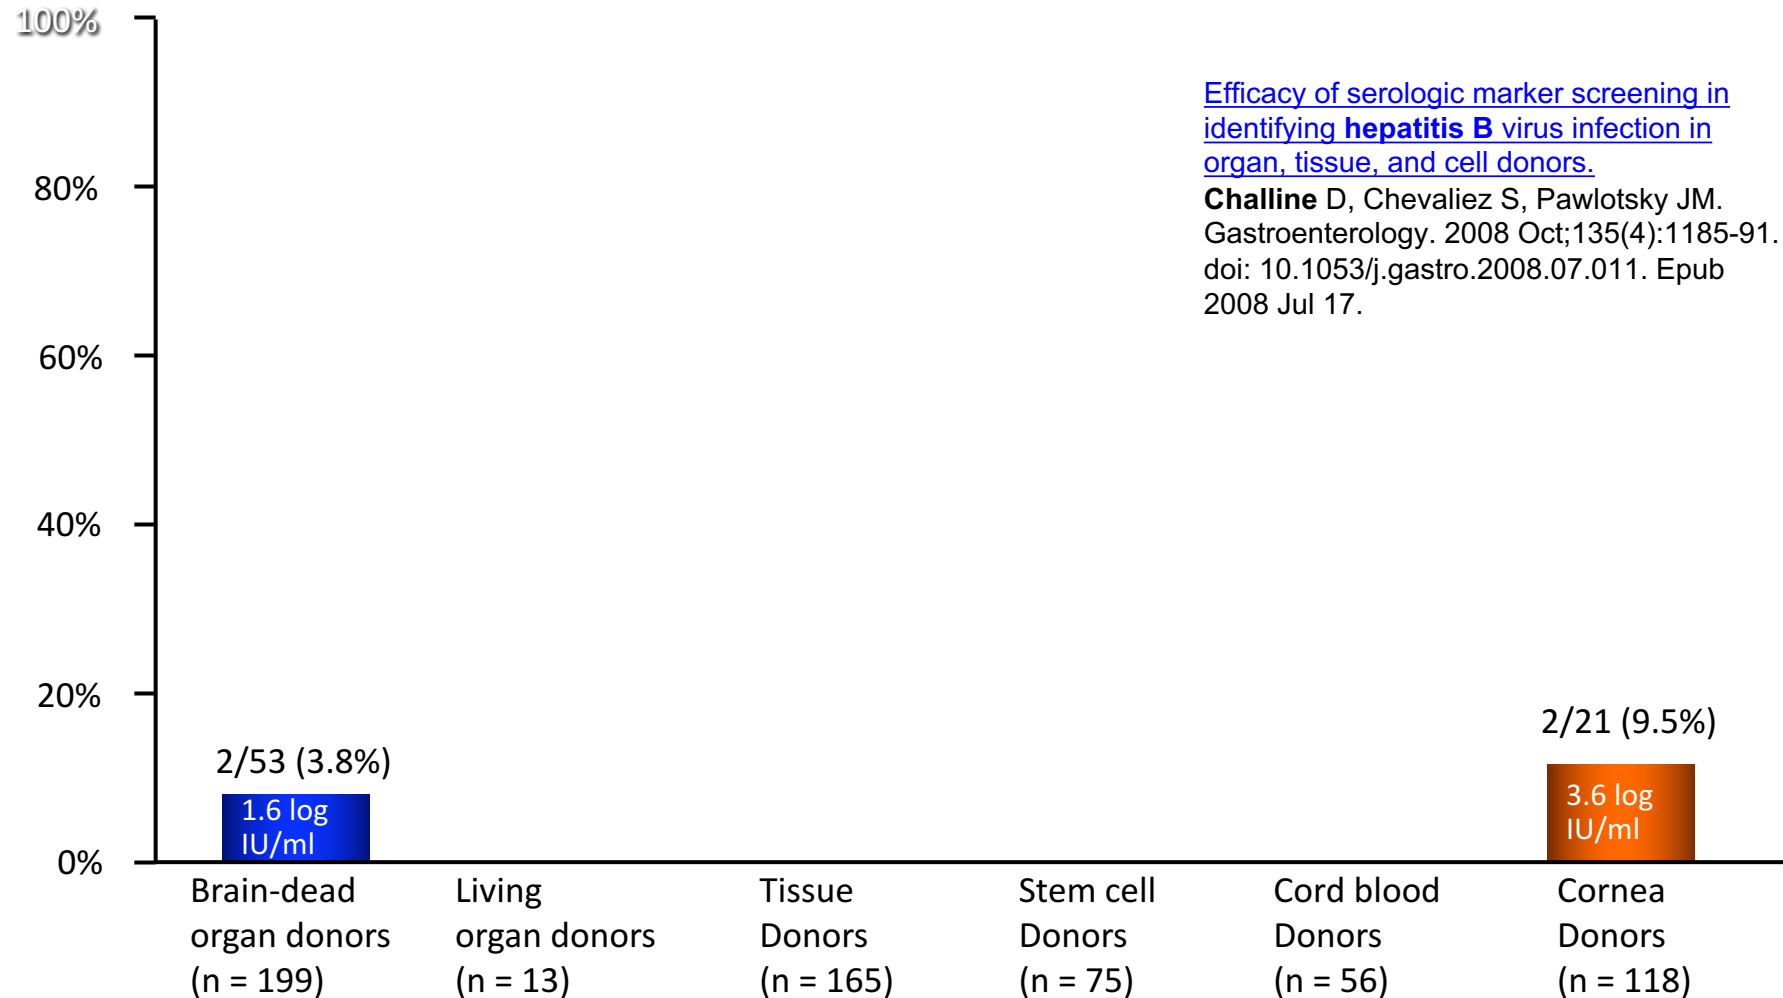 100%
80%
60%
40%
20%
0%
Efficacy of serologic marker screening in
identifying hepatitis B virus infection in
organ, tissue, and cell donors.
Challine D, Chevaliez S, Pawlotsky JM.
Gastroenterology. 2008 Oct;135(4):1185-91.
doi: 10.1053/j.gastro.2008.07.011. Epub
2008 Jul 17.
2/53 (3.8%)
1.6 log
IU/ml
2/21 (9.5%)
3.6 log
IU/ml
Brain-dead
organ donors
(n = 199)
Living
organ donors
(n = 13)
Tissue
Donors
(n = 165)
Stem cell
Donors
(n = 75)
Cord blood
Donors
(n = 56)
Cornea
Donors
(n = 118)